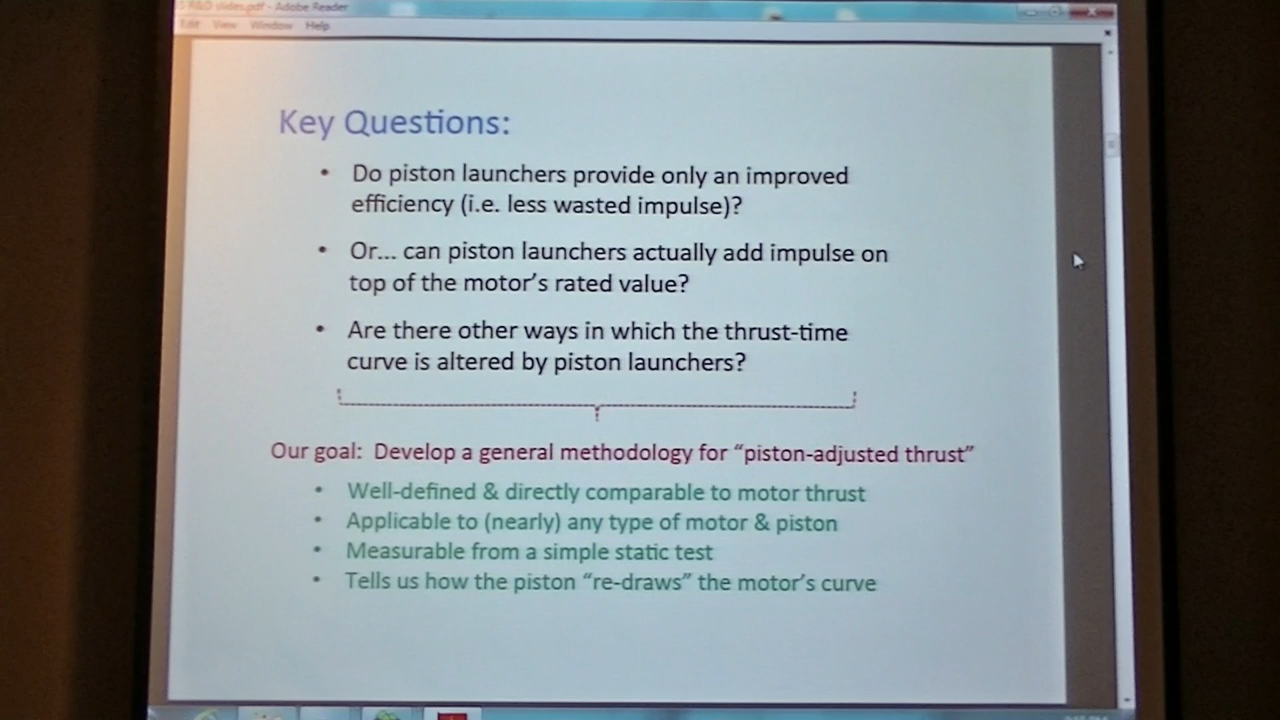 R&D slides.pdf - Adobe Reader
Edit View Window Help
Key Questions:
• Do piston launchers provide only an improved
efficiency (i.e. less wasted impulse)?
• Or... can piston launchers actually add impulse on
top of the motor's rated value?
• Are there other ways in which the thrust-time
curve is altered by piston launchers?
Our goal: Develop a general methodology for “piston-adjusted thrust”
• Well-defined & directly comparable to motor thrust
• Applicable to (nearly) any type of motor & piston
• Measurable from a simple static test
• Tells us how the piston “re-draws” the motor's curve